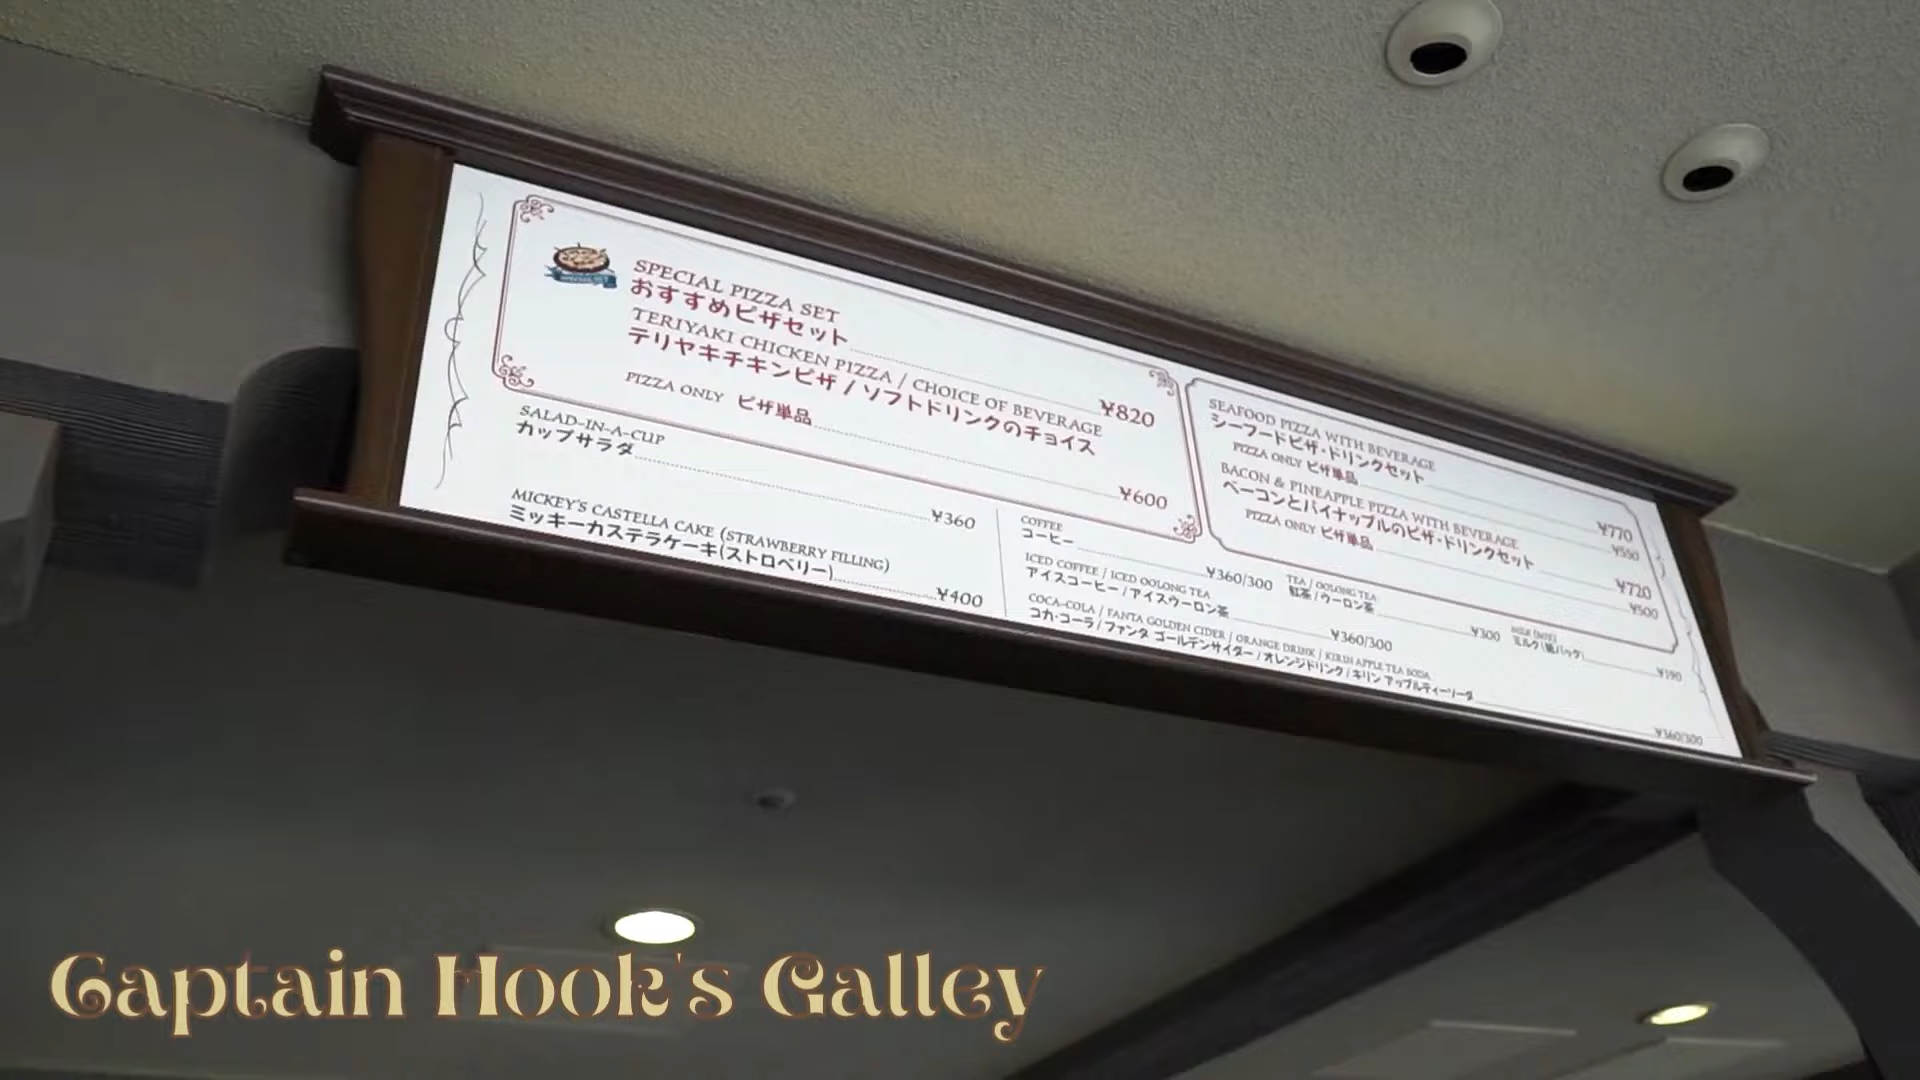 SPECIAL PIZZA SET
おすすめピザセット
TERIYAKI CHICKEN PIZZA / CHOICE OF BEVERAGE ¥820
テリヤキチキンピザ / ソフトドリンクのチョイス
PIZZA ONLY ピザ単品 ¥600
SALAD-IN-A-CUP
カップサラダ ¥360
MICKEY'S CASTELLA CAKE (STRAWBERRY FILLING)
ミッキーカステラケーキ(ストロベリー) ¥400
SEAFOOD PIZZA WITH BEVERAGE
シーフードピザ・ドリンクセット ¥770
PIZZA ONLY ピザ単品 ¥550
BACON & PINEAPPLE PIZZA WITH BEVERAGE
ベーコンとパイナップルのピザ・ドリンクセット ¥720
PIZZA ONLY ピザ単品 ¥500
COFFEE
コーヒー ¥360/300
TEA / OOLONG TEA
紅茶 / ウーロン茶 ¥300
ミルク(紙パック) ¥190
ICED COFFEE / ICED OOLONG TEA
アイスコーヒー / アイスウーロン茶 ¥360/300
COCA-COLA / FANTA GOLDEN CIDER / ORANGE DRINK / KIRIN APPLE TEA SODA
コカ・コーラ / ファンタ ゴールデンサイダー / オレンジドリンク / キリン アップルティーソーダ ¥360/300
Captain Hook's Galley